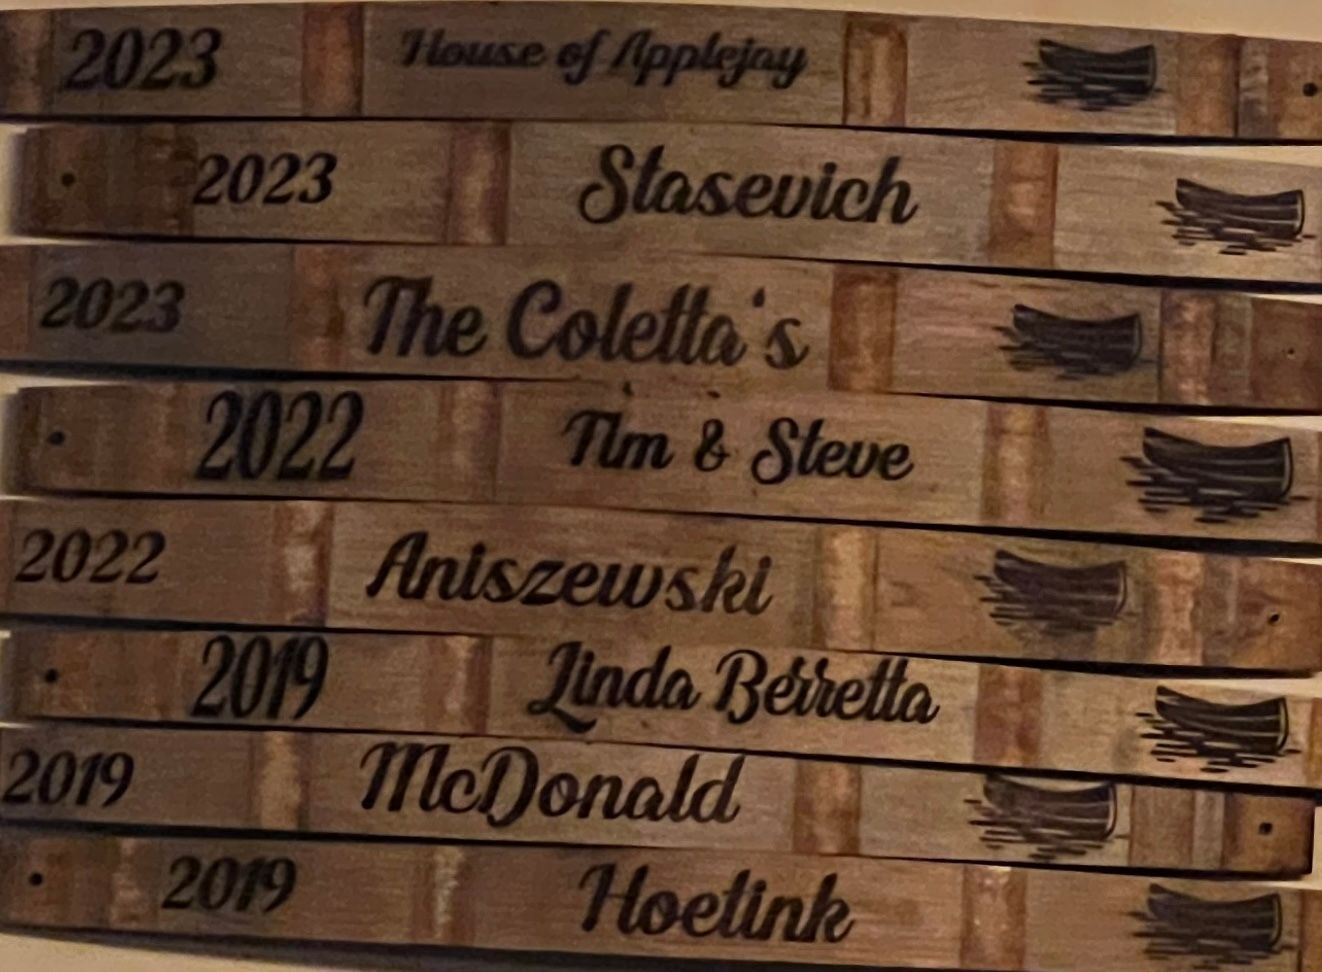 2023 House of Applejay
2023 Stasevich
2023 The Coletta's
2022 Tim & Steve
2022 Aniszewski
2019 Linda Berretta
2019 McDonald
2019 Hoetink